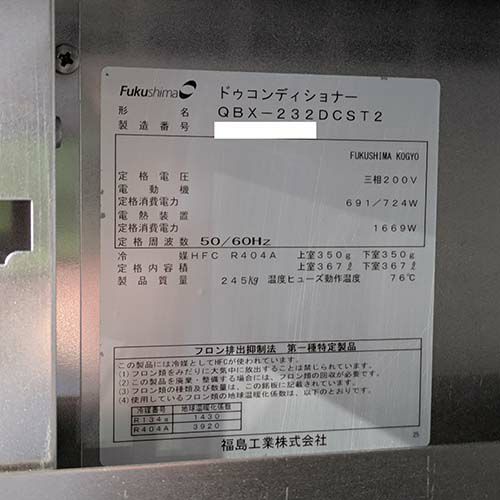 Fukushima ドゥコンディショナー
形名 QBX-232DCST2
製造番号
FUKUSHIMA KOGYO
定格電圧 三相200V
電動機
定格消費電力 691/724W
電熱装置
定格消費電力 1669W
定格周波数 50/60Hz
冷媒 HFC R404A 上室350g 下室350g
定格内容積 上室367ℓ 下室367ℓ
製品質量 245kg 温度ヒューズ動作温度 76℃
フロン排出抑制法 第一種特定製品
この製品には冷媒としてHFCが使われています。
(1)フロン類をみだりに大気中に放出することは禁じられています。
(2)この製品を廃棄・整備する場合には、フロン類の回収が必要です。
(3)フロン類の種類及び数量は、この銘板に記載されています。
(4)使用しているフロン類の地球温暖化係数は、以下のとおりです。
冷媒番号 地球温暖化係数
R134a 1430
R404A 3920
福島工業株式会社
25